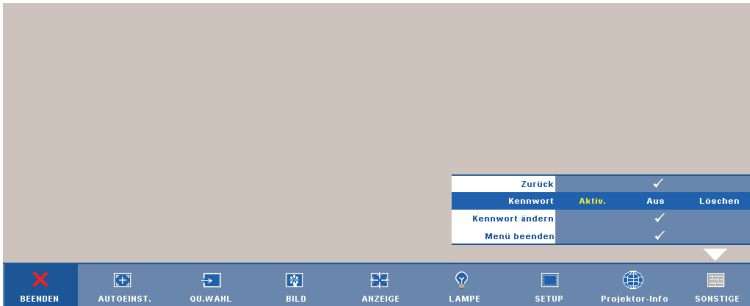 Zurück
Kennwort Aktiv. Aus Löschen
Kennwort ändern
Menü beenden
BEENDEN AUTOEINST. QU.WAHL BILD ANZEIGE LAMPE SETUP Projektor-Info SONSTIGE